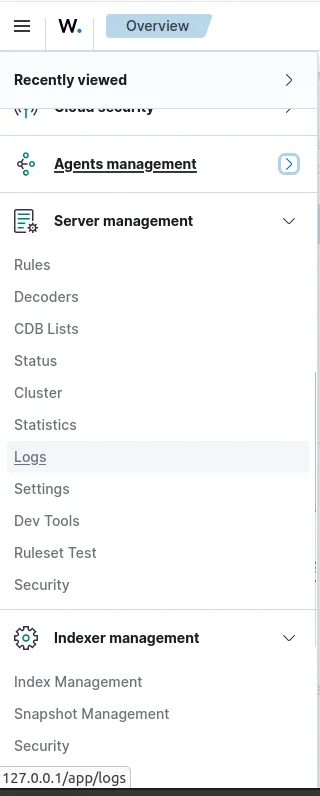 W.
Overview
Recently viewed
Cloud security
Agents management
Server management
Rules
Decoders
CDB Lists
Status
Cluster
Statistics
Logs
Settings
Dev Tools
Ruleset Test
Security
Indexer management
Index Management
Snapshot Management
Security
127.0.0.1/app/logs